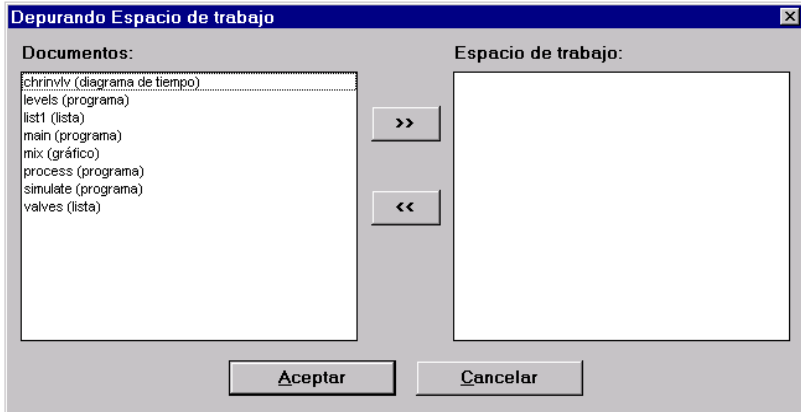 Depurando Espacio de trabajo
Documentos:
Espacio de trabajo:
chrinvlv (diagrama de tiempo)
levels (programa)
list1 (lista)
main (programa)
mix (gráfico)
process (programa)
simulate (programa)
valves (lista)
>>
<<
Aceptar
Cancelar